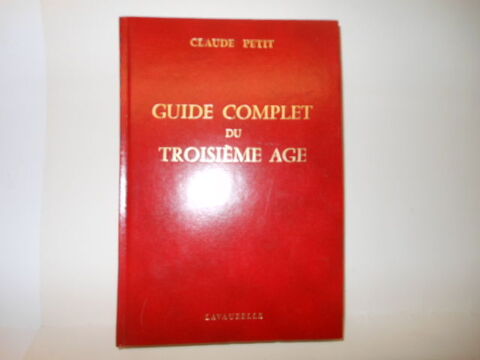 CLAUDE PETIT
GUIDE COMPLET
DU
TROISIÈME AGE
LAVAUZELLE